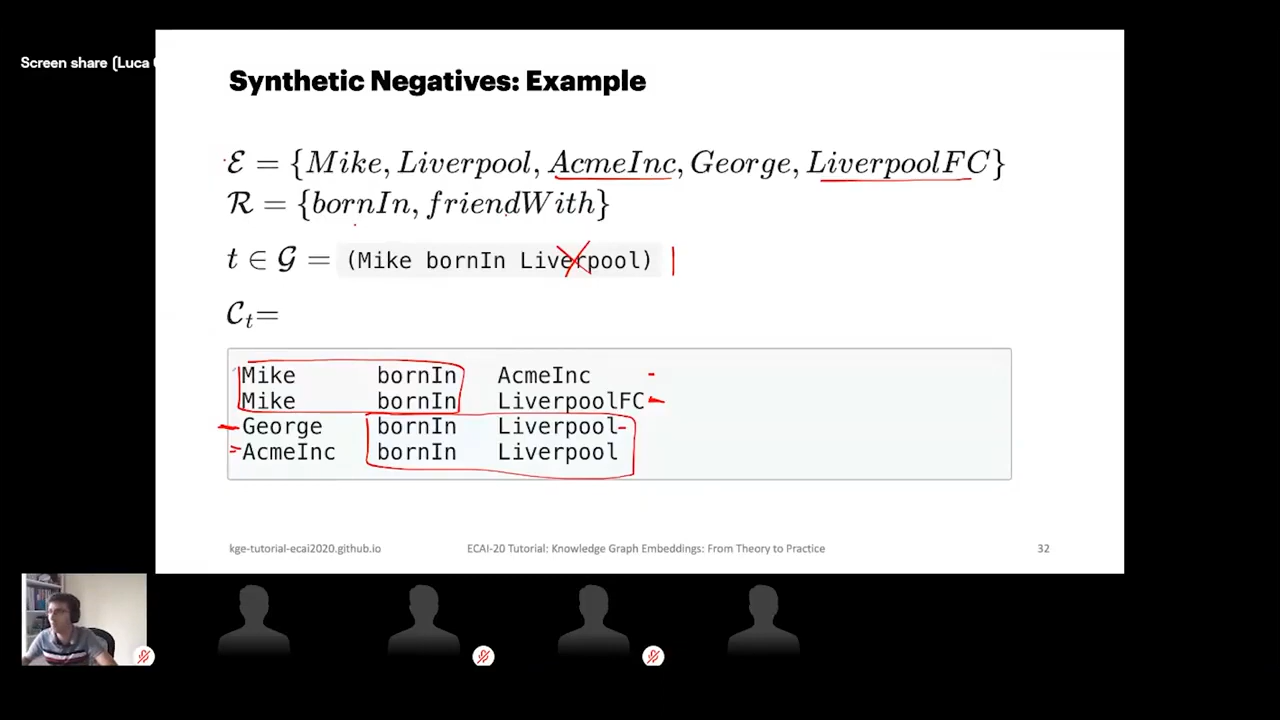 Screen share (Luca
Synthetic Negatives: Example
ℰ = {Mike, Liverpool, AcmeInc, George, LiverpoolFC}
ℛ = {bornIn, friendWith}
t ∈ 𝒢 = (Mike bornIn Liverpool)
𝒞ₜ=
Mike bornIn AcmeInc
Mike bornIn LiverpoolFC
George bornIn Liverpool
AcmeInc bornIn Liverpool
kge-tutorial-ecai2020.github.io ECAI-20 Tutorial: Knowledge Graph Embeddings: From Theory to Practice 32